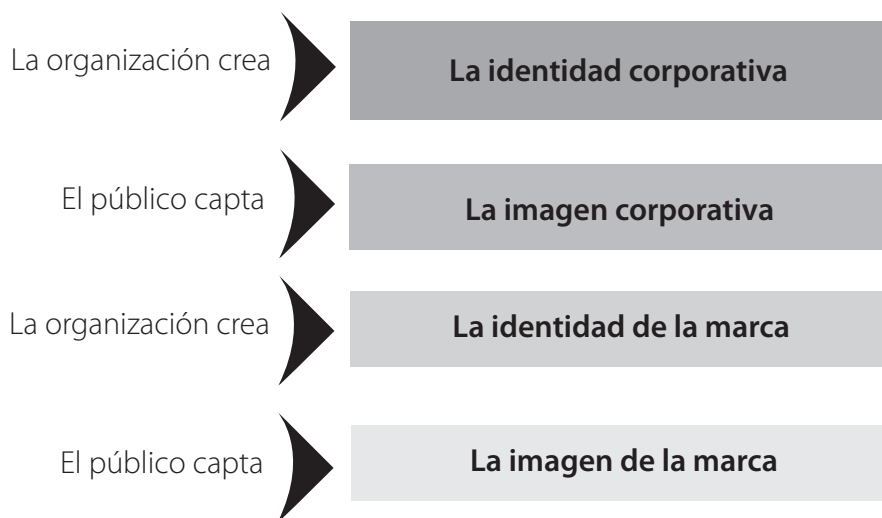 La organización crea
La identidad corporativa
El público capta
La imagen corporativa
La organización crea
La identidad de la marca
El público capta
La imagen de la marca